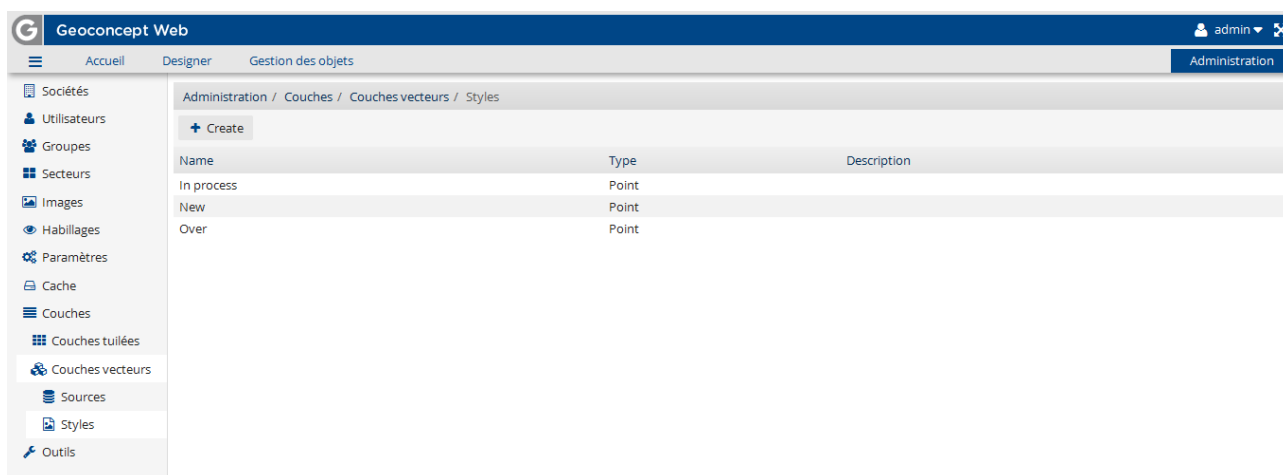 G Geoconcept Web admin
Accueil Designer Gestion des objets Administration
Sociétés
Utilisateurs
Groupes
Secteurs
Images
Habillages
Paramètres
Cache
Couches
Couches tuilées
Couches vecteurs
Sources
Styles
Outils
Administration / Couches / Couches vecteurs / Styles
+ Create
Name Type Description
In process Point
New Point
Over Point